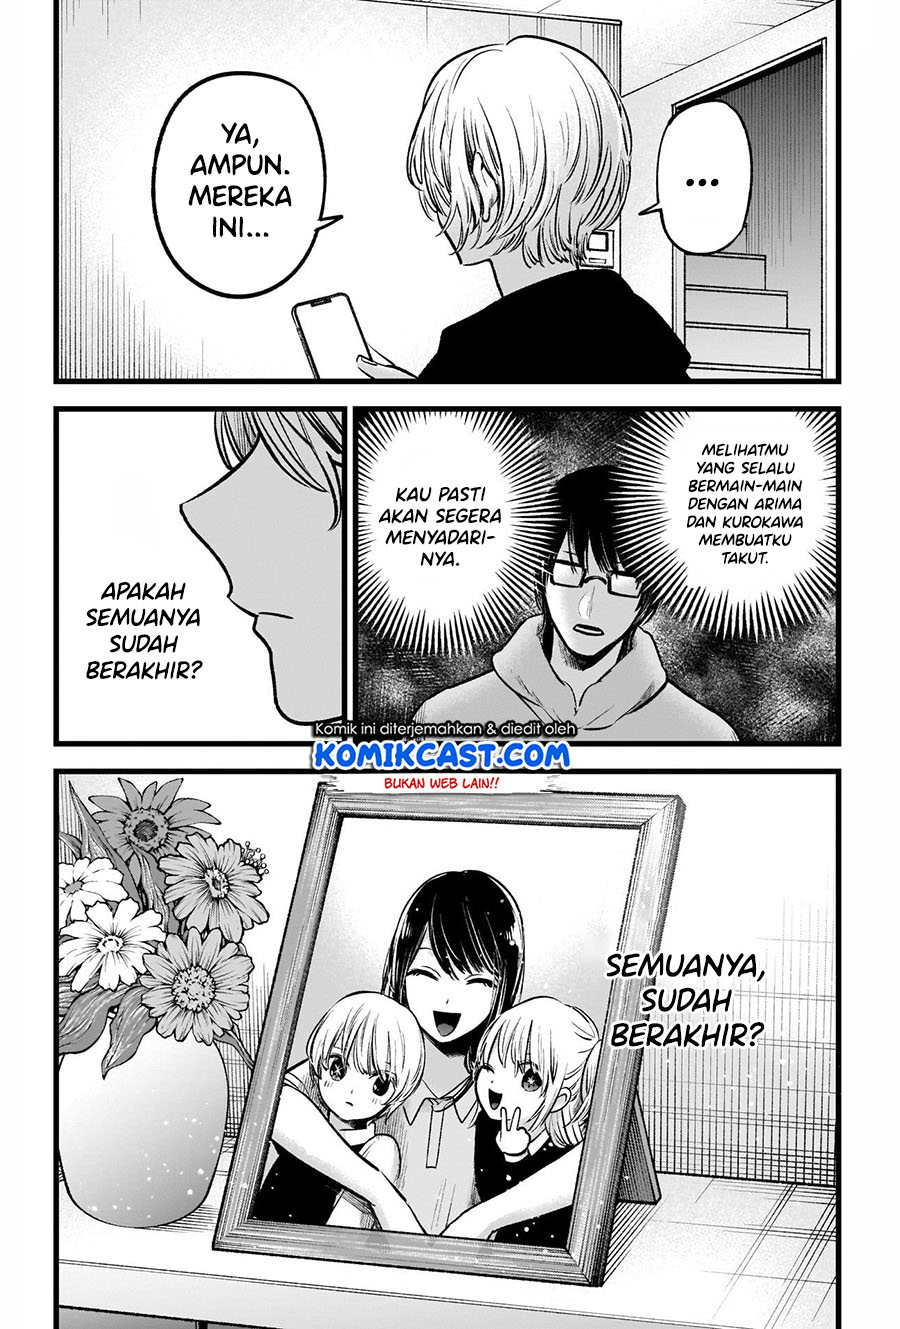 ...
YA,
AMPUN.
MEREKA
INI...
MELIHATMU
YANG SELALU
BERMAIN-MAIN
DENGAN ARIMA
DAN KUROKAWA
MEMBUATKU
TAKUT.
KAU PASTI
AKAN SEGERA
MENYADARI-
NYA.
APAKAH
SEMUANYA
SUDAH
BERAKHIR?
Komik ini diterjemahkan & diedit oleh
KOMIKCAST.COM
BUKAN WEB LAIN!!
SEMUANYA,
SUDAH
BERAKHIR?